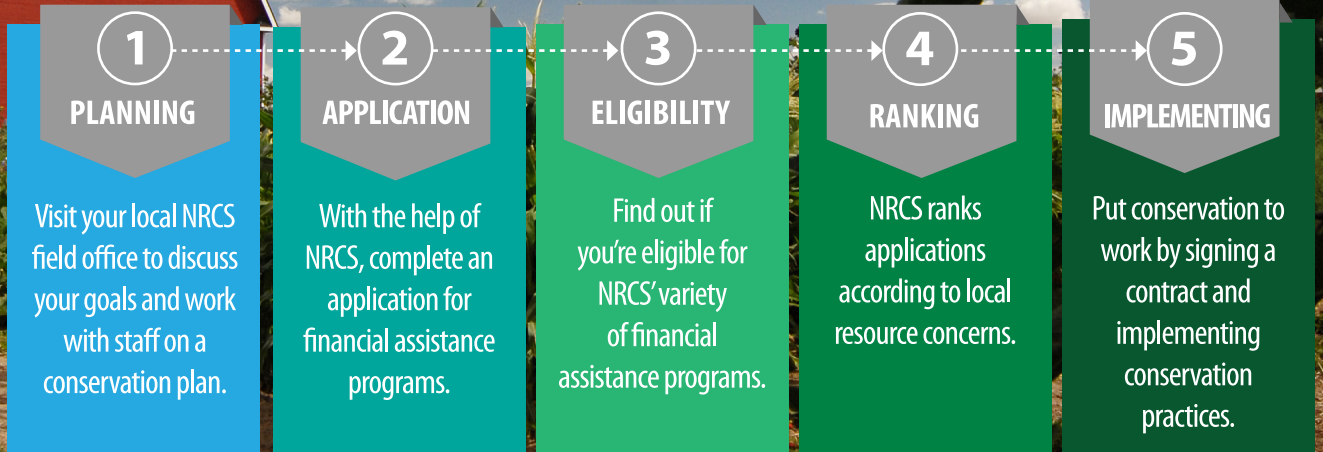 1
PLANNING
Visit your local NRCS
field office to discuss
your goals and work
with staff on a
conservation plan.
2
APPLICATION
With the help of
NRCS, complete an
application for
financial assistance
programs.
3
ELIGIBILITY
Find out if
you're eligible for
NRCS' variety
of financial
assistance programs.
4
RANKING
NRCS ranks
applications
according to local
resource concerns.
5
IMPLEMENTING
Put conservation to
work by signing a
contract and
implementing
conservation
practices.